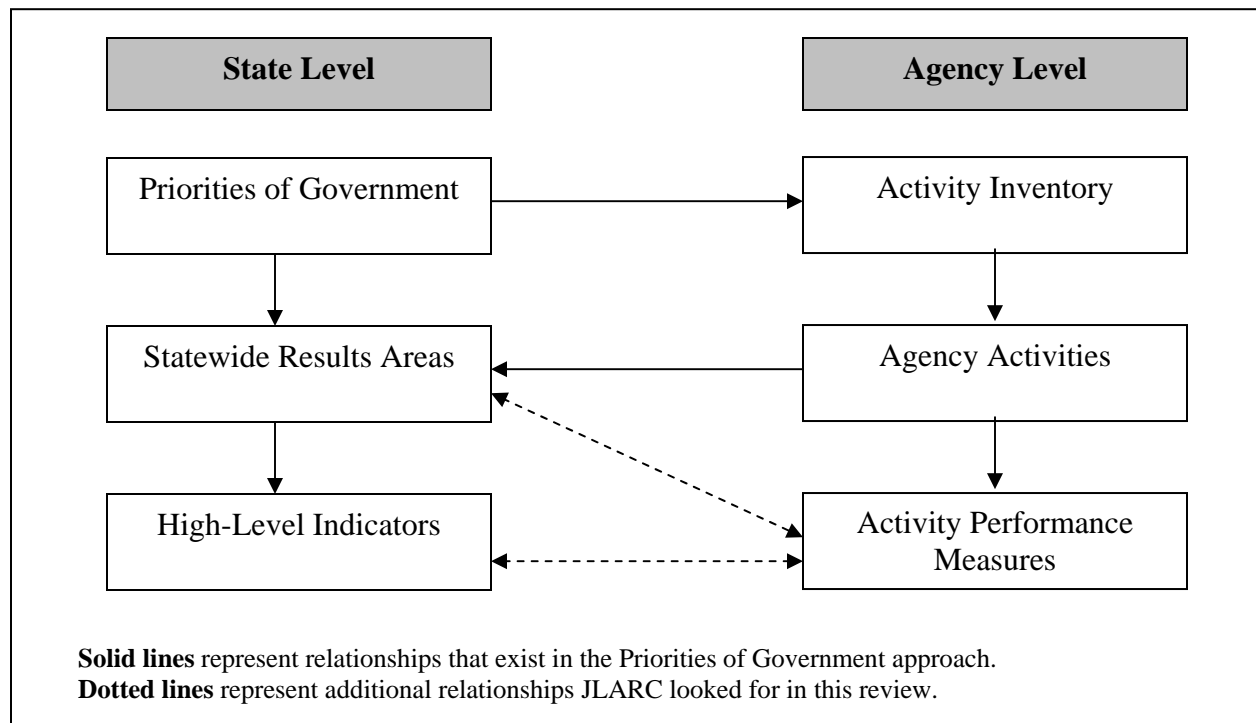 State Level
Agency Level
Priorities of Government
Activity Inventory
Statewide Results Areas
Agency Activities
High-Level Indicators
Activity Performance
Measures
Solid lines represent relationships that exist in the Priorities of Government approach.
Dotted lines represent additional relationships JLARC looked for in this review.